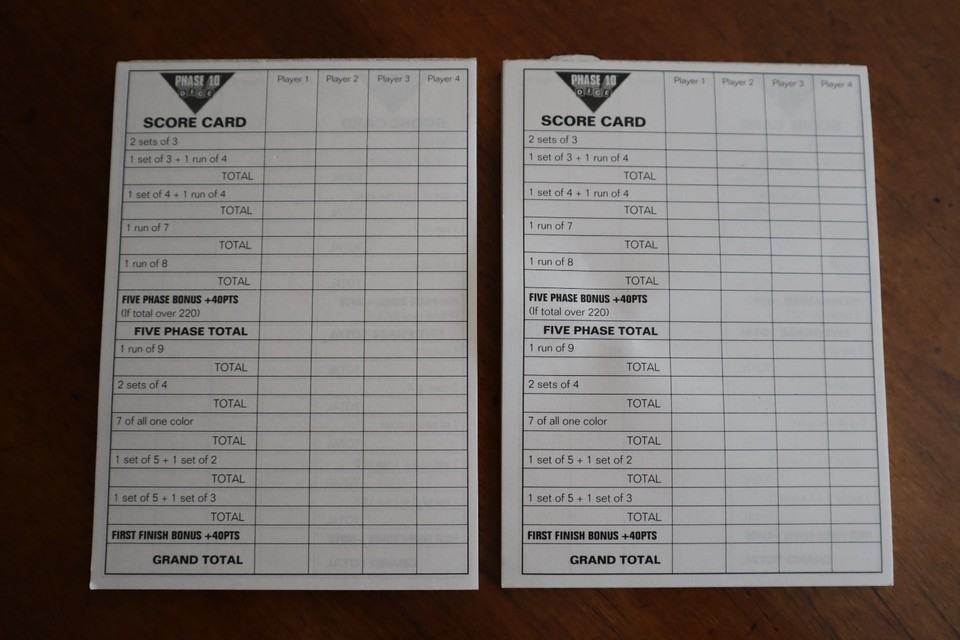 PHASE 10
DICE
Player 1 Player 2 Player 3 Player 4
SCORE CARD
2 sets of 3
1 set of 3 + 1 run of 4
TOTAL
1 set of 4 + 1 run of 4
TOTAL
1 run of 7
TOTAL
1 run of 8
TOTAL
FIVE PHASE BONUS +40PTS
(If total over 220)
FIVE PHASE TOTAL
1 run of 9
TOTAL
2 sets of 4
TOTAL
7 of all one color
TOTAL
1 set of 5 + 1 set of 2
TOTAL
1 set of 5 + 1 set of 3
TOTAL
FIRST FINISH BONUS +40PTS
GRAND TOTAL
PHASE 10
DICE
Player 1 Player 2 Player 3 Player 4
SCORE CARD
2 sets of 3
1 set of 3 + 1 run of 4
TOTAL
1 set of 4 + 1 run of 4
TOTAL
1 run of 7
TOTAL
1 run of 8
TOTAL
FIVE PHASE BONUS +40PTS
(If total over 220)
FIVE PHASE TOTAL
1 run of 9
TOTAL
2 sets of 4
TOTAL
7 of all one color
TOTAL
1 set of 5 + 1 set of 2
TOTAL
1 set of 5 + 1 set of 3
TOTAL
FIRST FINISH BONUS +40PTS
GRAND TOTAL